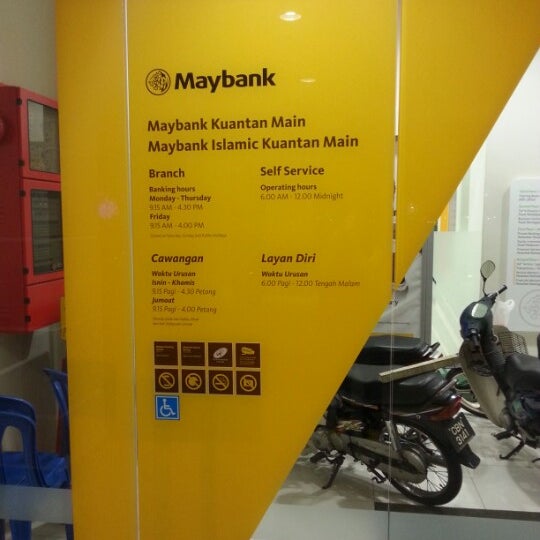 Maybank
Maybank Kuantan Main
Maybank Islamic Kuantan Main
Branch
Banking hours
Monday - Thursday
9.15 AM - 4.30 PM
Friday
9.15 AM - 4.00 PM
Self Service
Operating hours
6.00 AM - 12.00 Midnight
Cawangan
Waktu Urusan
Isnin - Khamis
9.15 Pagi - 4.30 Petang
Jumaat
9.15 Pagi - 4.00 Petang
Layan Diri
Waktu Urusan
6.00 Pagi - 12.00 Tengah Malam